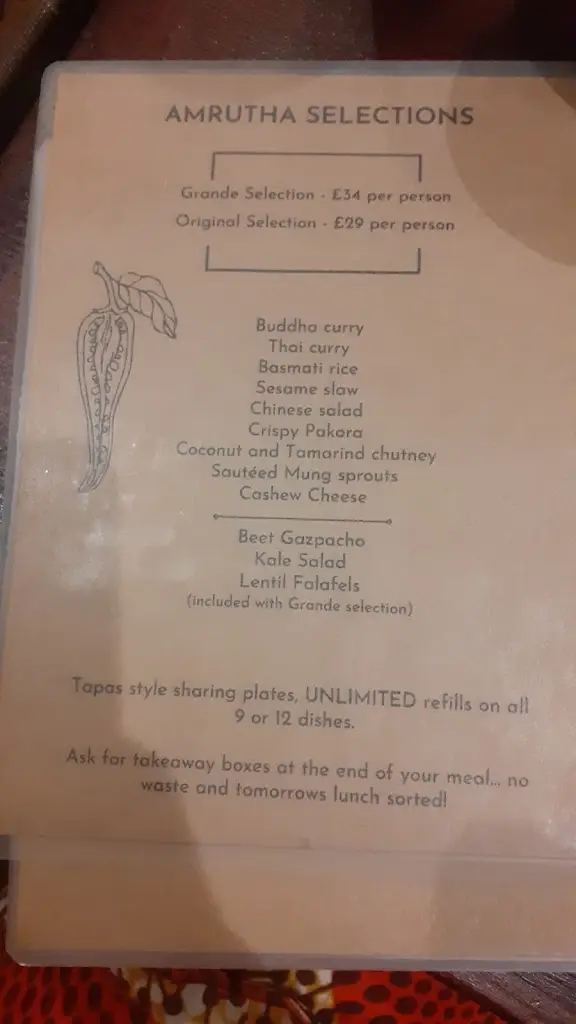 AMRUTHA SELECTIONS
Grande Selection - £34 per person
Original Selection - £29 per person
Buddha curry
Thai curry
Basmati rice
Sesame slaw
Chinese salad
Crispy Pakora
Coconut and Tamarind chutney
Sautéed Mung sprouts
Cashew Cheese
Beet Gazpacho
Kale Salad
Lentil Falafels
(included with Grande selection)
Tapas style sharing plates, UNLIMITED refills on all
9 or 12 dishes.
Ask for takeaway boxes at the end of your meal... no
waste and tomorrows lunch sorted!